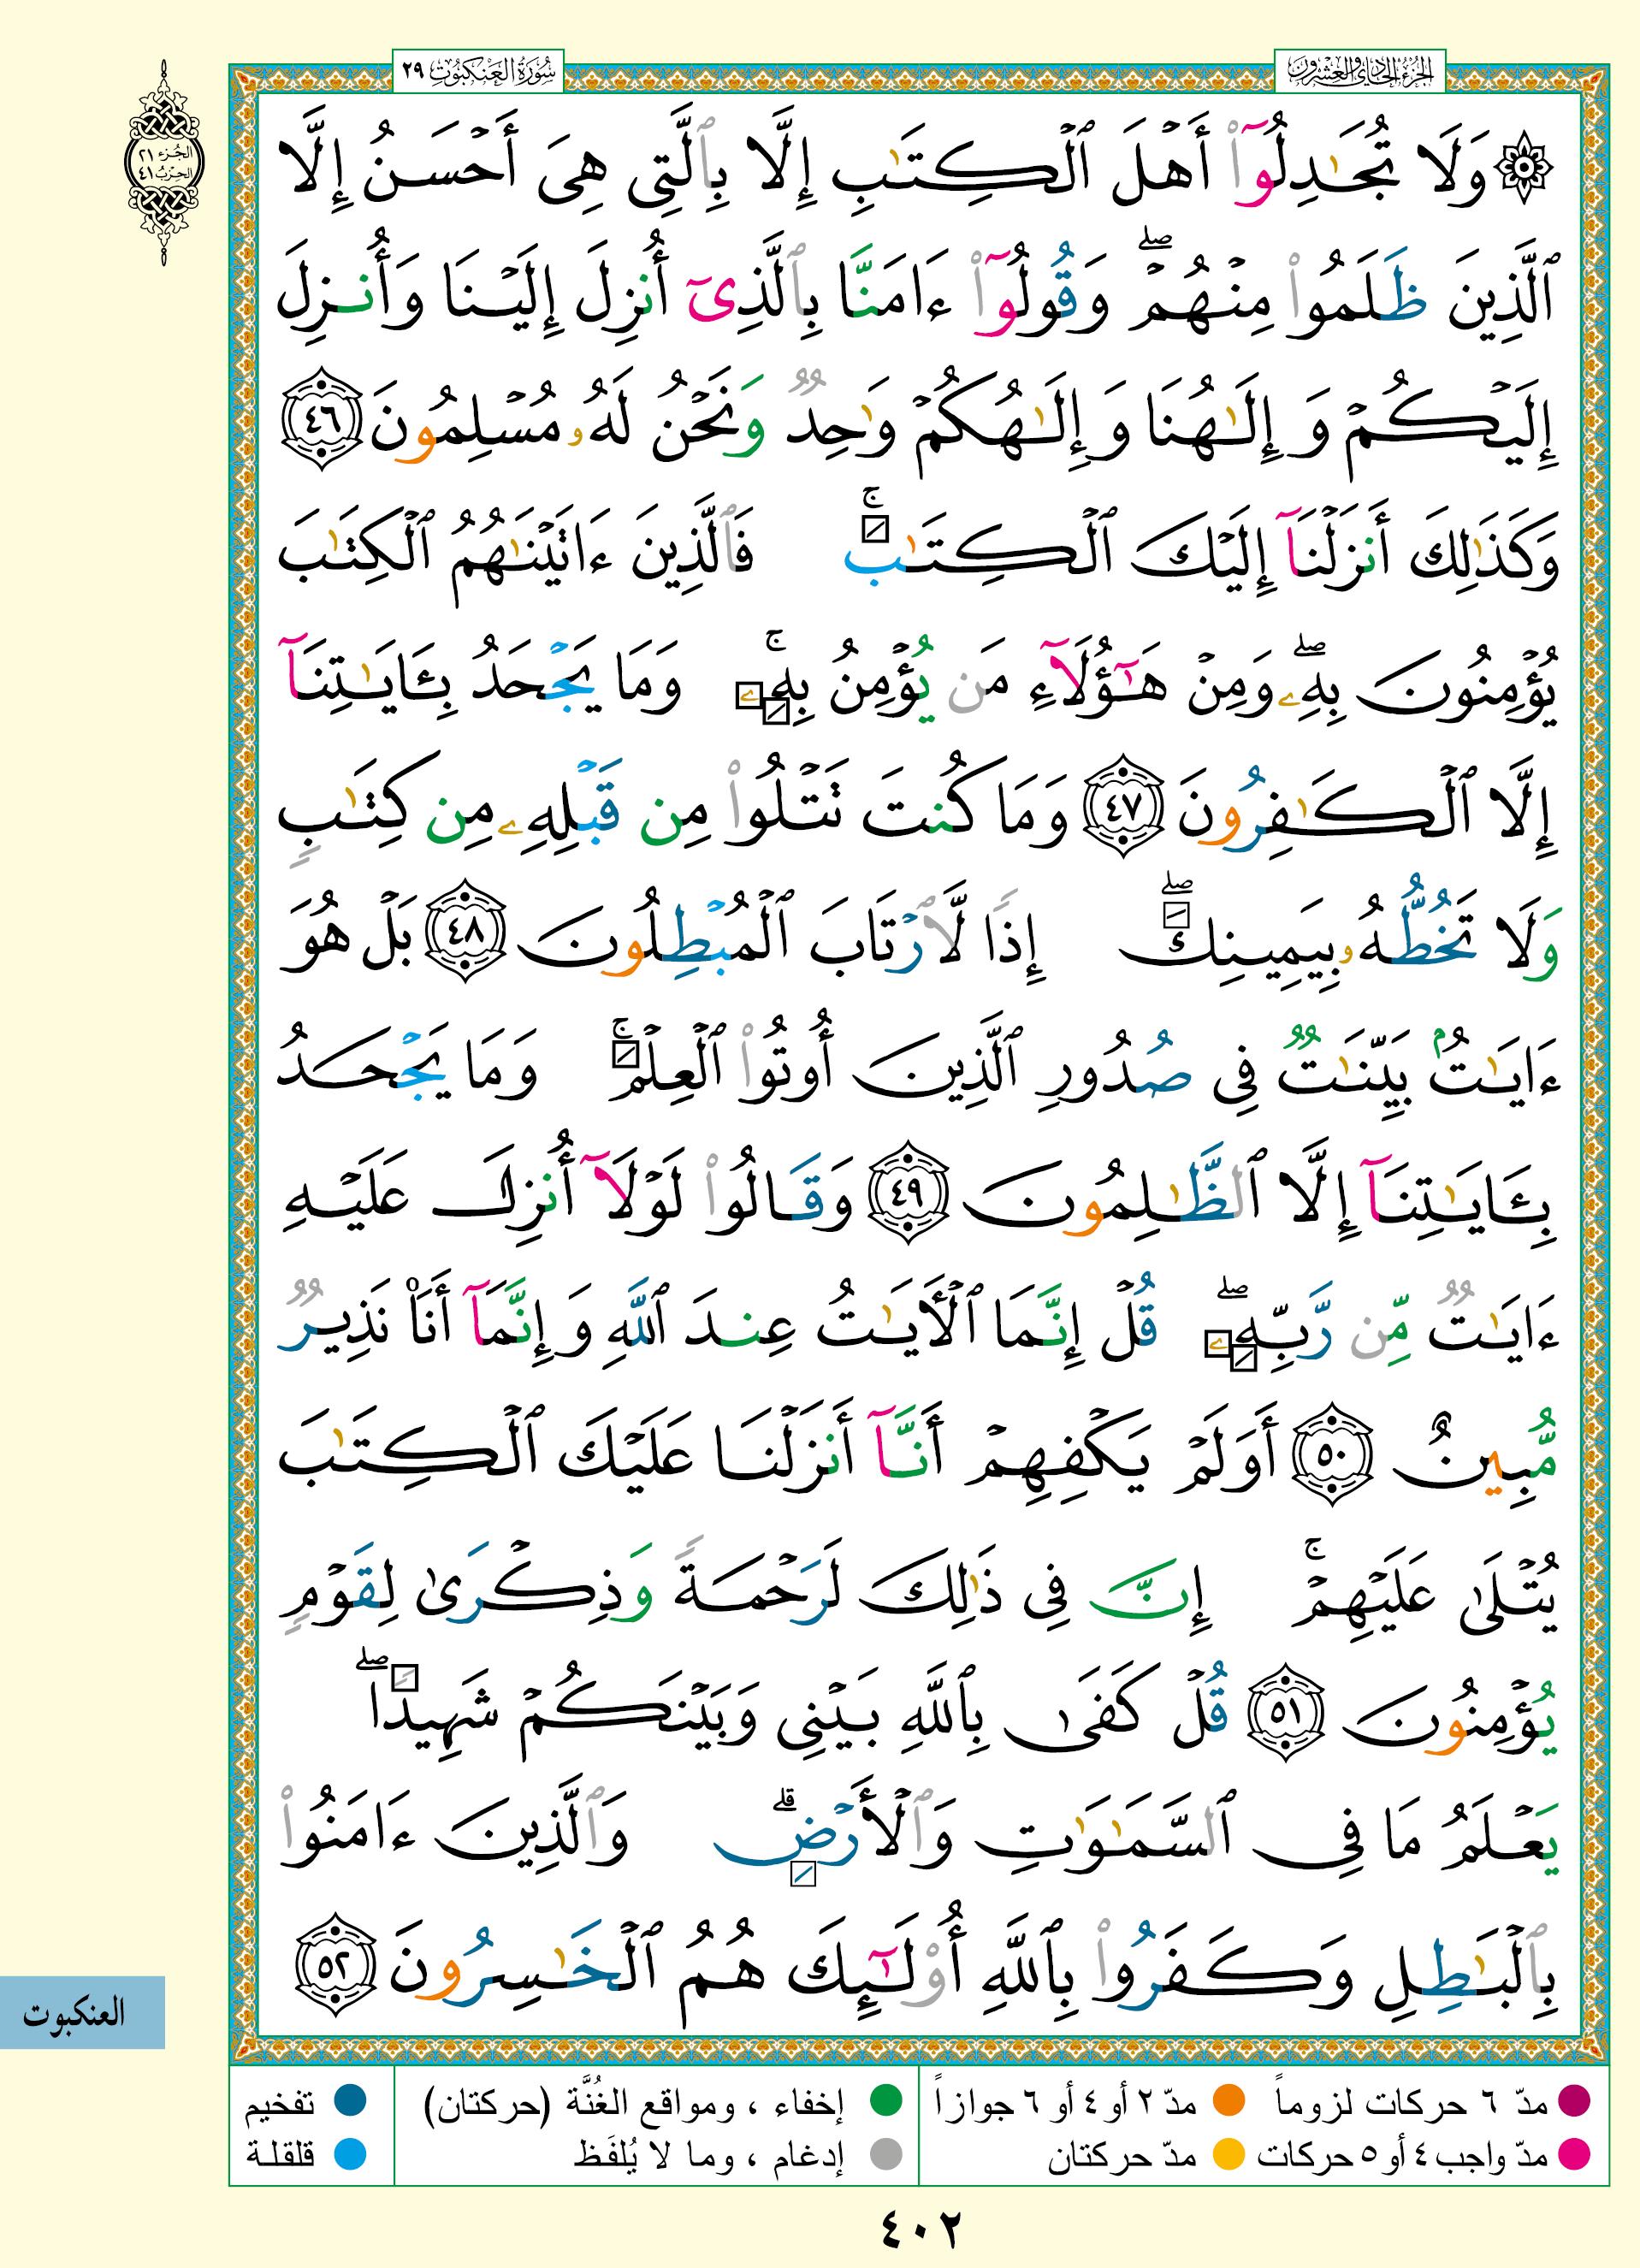 الجزء الحادي والعشرون
سُورَةُ العَنكَبُوتِ ٢٩
الجزء ٢١
الحزب ٤١
۞ وَلَا تُجَٰدِلُوٓا۟ أَهْلَ ٱلْكِتَٰبِ إِلَّا بِٱلَّتِى هِىَ أَحْسَنُ إِلَّا
ٱلَّذِينَ ظَلَمُوا۟ مِنْهُمْ ۖ وَقُولُوٓا۟ ءَامَنَّا بِٱلَّذِىٓ أُنزِلَ إِلَيْنَا وَأُنزِلَ
إِلَيْكُمْ وَإِلَٰهُنَا وَإِلَٰهُكُمْ وَٰحِدٌ وَنَحْنُ لَهُۥ مُسْلِمُونَ ٤٦
وَكَذَٰلِكَ أَنزَلْنَآ إِلَيْكَ ٱلْكِتَٰبَ ۚ فَٱلَّذِينَ ءَاتَيْنَٰهُمُ ٱلْكِتَٰبَ
يُؤْمِنُونَ بِهِۦ ۖ وَمِنْ هَٰٓؤُلَآءِ مَن يُؤْمِنُ بِهِۦ ۚ وَمَا يَجْحَدُ بِـَٔايَٰتِنَآ
إِلَّا ٱلْكَٰفِرُونَ ٤٧ وَمَا كُنتَ تَتْلُوا۟ مِن قَبْلِهِۦ مِن كِتَٰبٍ
وَلَا تَخُطُّهُۥ بِيَمِينِكَ ۖ إِذًا لَّٱرْتَابَ ٱلْمُبْطِلُونَ ٤٨ بَلْ هُوَ
ءَايَٰتٌۢ بَيِّنَٰتٌ فِى صُدُورِ ٱلَّذِينَ أُوتُوا۟ ٱلْعِلْمَ ۚ وَمَا يَجْحَدُ
بِـَٔايَٰتِنَآ إِلَّا ٱلظَّٰلِمُونَ ٤٩ وَقَالُوا۟ لَوْلَآ أُنزِلَ عَلَيْهِ
ءَايَٰتٌ مِّن رَّبِّهِۦ ۖ قُلْ إِنَّمَا ٱلْأَيَٰتُ عِندَ ٱللَّهِ وَإِنَّمَآ أَنَا۠ نَذِيرٌ
مُّبِينٌ ٥٠ أَوَلَمْ يَكْفِهِمْ أَنَّآ أَنزَلْنَا عَلَيْكَ ٱلْكِتَٰبَ
يُتْلَىٰ عَلَيْهِمْ ۚ إِنَّ فِى ذَٰلِكَ لَرَحْمَةً وَذِكْرَىٰ لِقَوْمٍ
يُؤْمِنُونَ ٥١ قُلْ كَفَىٰ بِٱللَّهِ بَيْنِى وَبَيْنَكُمْ شَهِيدًا ۖ
يَعْلَمُ مَا فِى ٱلسَّمَٰوَٰتِ وَٱلْأَرْضِ ۗ وَٱلَّذِينَ ءَامَنُوا۟
بِٱلْبَٰطِلِ وَكَفَرُوا۟ بِٱللَّهِ أُو۟لَٰٓئِكَ هُمُ ٱلْخَٰسِرُونَ ٥٢
العنكبوت
مدّ ٦ حركات لزوماً مدّ ٢ أو ٤ أو ٦ جوازاً إخفاء ، ومواقع الغُنَّة (حركتان) تفخيم
مدّ واجب ٤ أو ٥ حركات مدّ حركتان إدغام ، وما لا يُلفَظ قلقلة
٤٠٢